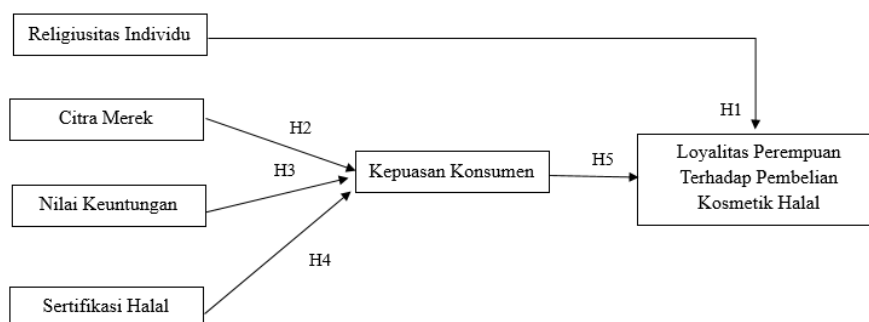 Religiusitas Individu
H1
Citra Merek
H2
Loyalitas Perempuan
Terhadap Pembelian
Kosmetik Halal
Kepuasan Konsumen
H5
H3
Nilai Keuntungan
H4
Sertifikasi Halal